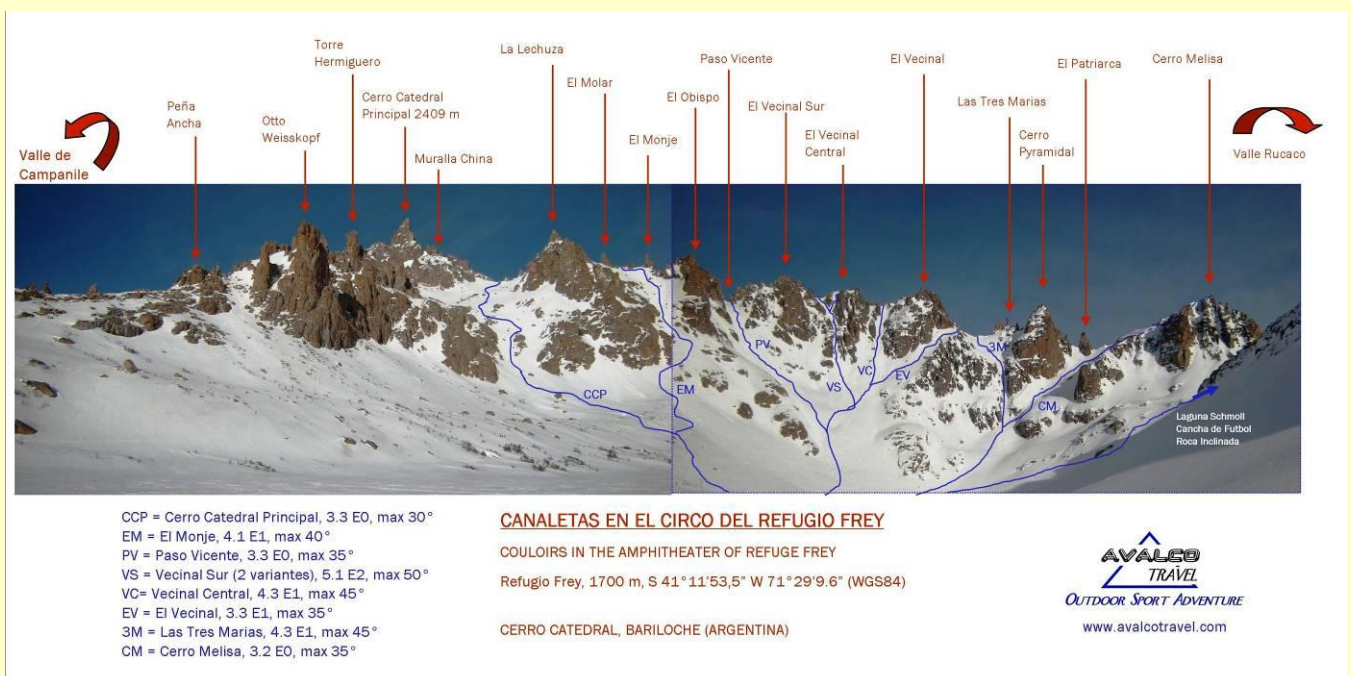 Valle de
Campanile
Peña
Ancha
Otto
Weisskopf
Torre
Hermiguero
Cerro Catedral
Principal 2409 m
Muralla China
La Lechuza
El Molar
El Monje
El Obispo
Paso Vicente
El Vecinal Sur
El Vecinal
Central
El Vecinal
Las Tres Marias
Cerro
Pyramidal
El Patriarca
Cerro Melisa
Valle Rucaco
CCP
EM
PV
VS
VC
EV
3M
CM
Laguna Schmoll
Cancha de Futbol
Roca Inclinada
CCP = Cerro Catedral Principal, 3.3 E0, max 30°
EM = El Monje, 4.1 E1, max 40°
PV = Paso Vicente, 3.3 E0, max 35°
VS = Vecinal Sur (2 variantes), 5.1 E2, max 50°
VC= Vecinal Central, 4.3 E1, max 45°
EV = El Vecinal, 3.3 E1, max 35°
3M = Las Tres Marias, 4.3 E1, max 45°
CM = Cerro Melisa, 3.2 E0, max 35°
CANALETAS EN EL CIRCO DEL REFUGIO FREY
COULOIRS IN THE AMPHITHEATER OF REFUGE FREY
Refugio Frey, 1700 m, S 41°11'53,5" W 71°29'9.6" (WGS84)
CERRO CATEDRAL, BARILOCHE (ARGENTINA)
AVALCO
TRAVEL
OUTDOOR SPORT ADVENTURE
www.avalcotravel.com